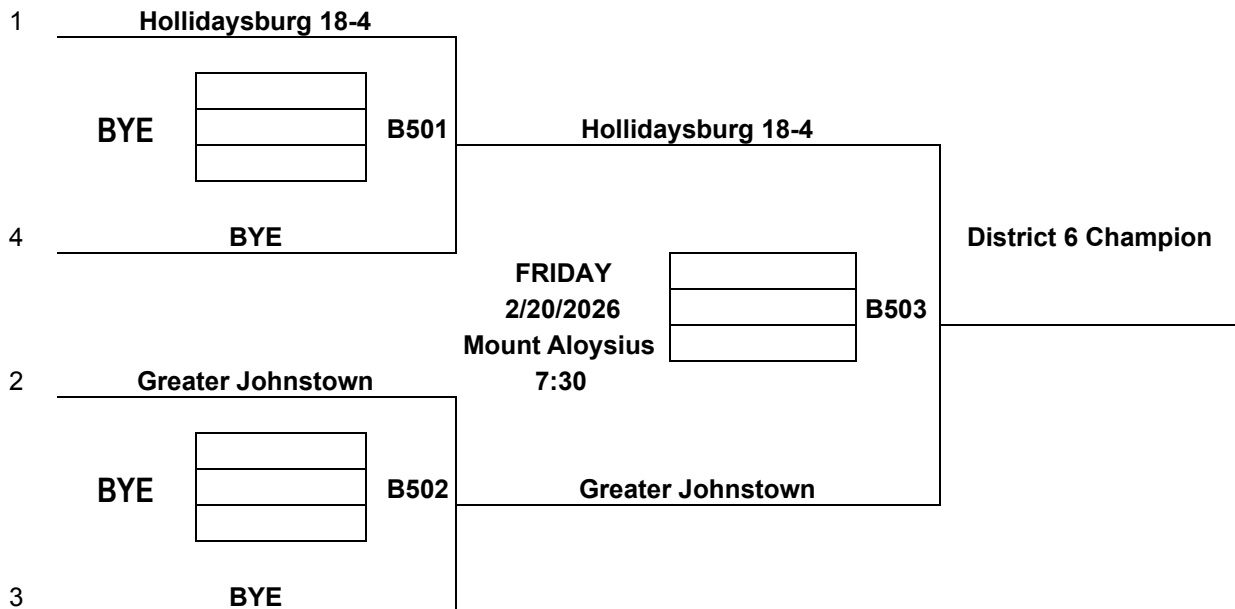 1 Hollidaysburg 18-4
BYE B501 Hollidaysburg 18-4
4 BYE District 6 Champion
FRIDAY
2/20/2026 B503
Mount Aloysius
2 Greater Johnstown 7:30
BYE B502 Greater Johnstown
3 BYE